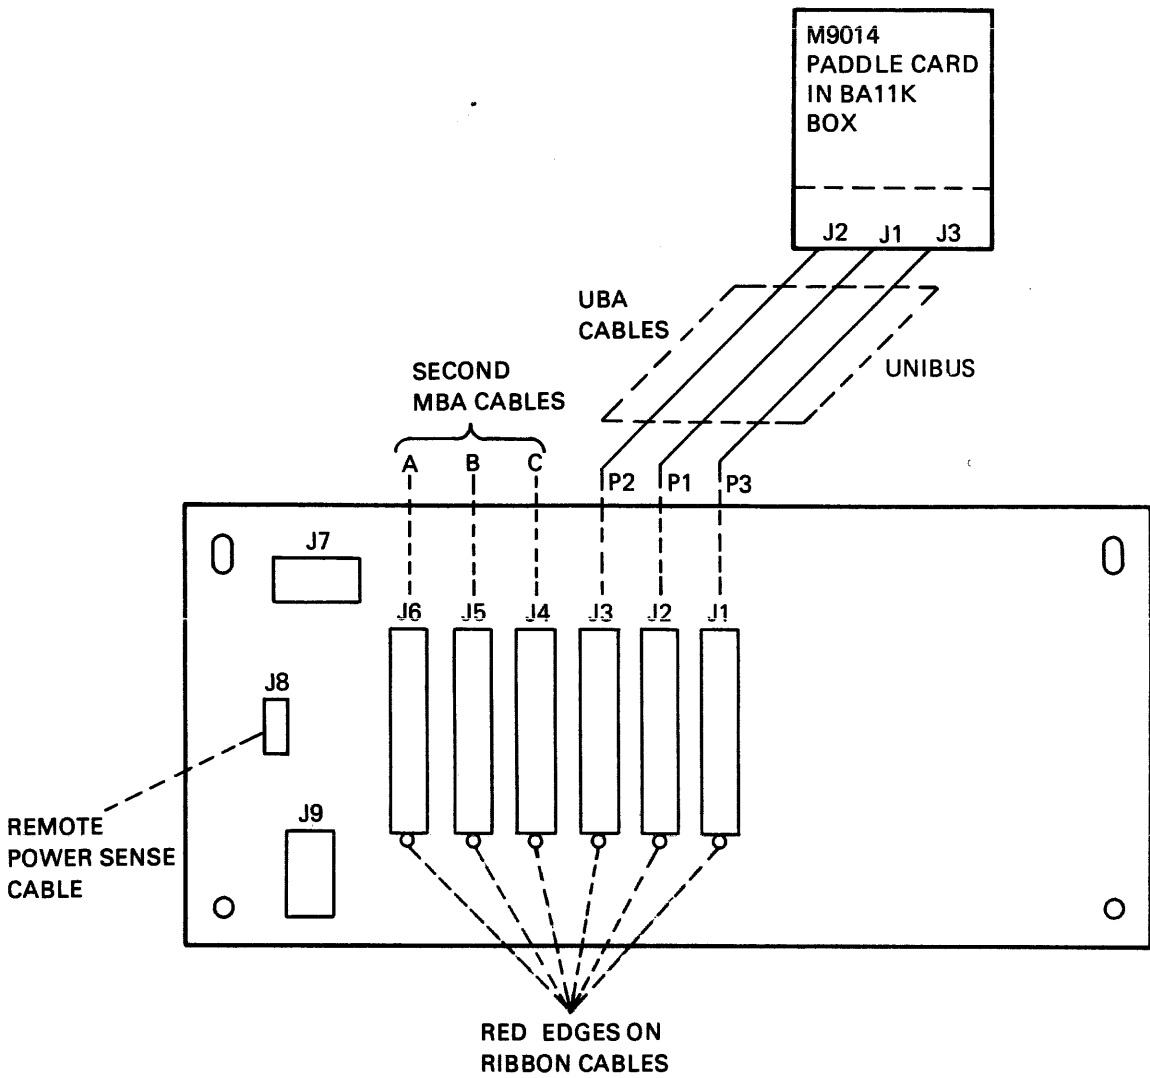 M9014
PADDLE CARD
IN BA11K
BOX
J2 J1 J3
UBA
CABLES
UNIBUS
SECOND
MBA CABLES
A B C
P2 P1 P3
J7
J6 J5 J4 J3 J2 J1
J8
J9
REMOTE
POWER SENSE
CABLE
RED EDGES ON
RIBBON CABLES